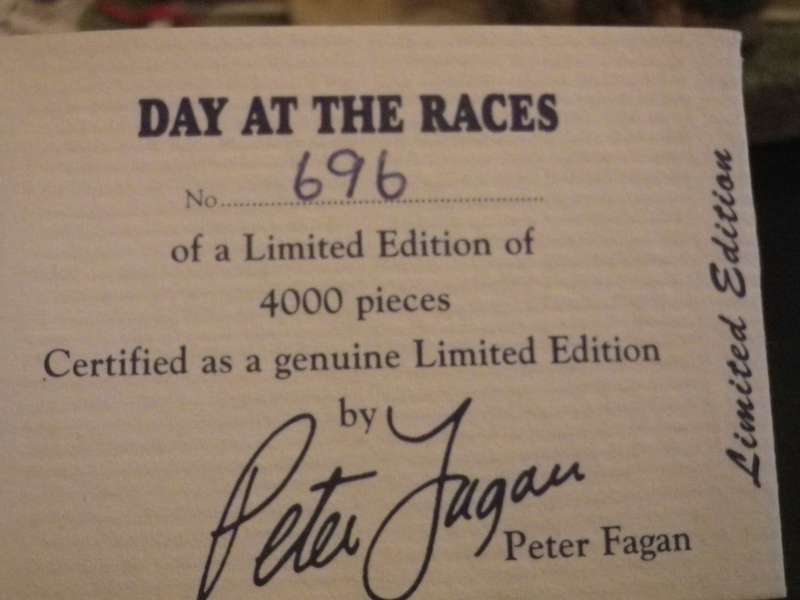 DAY AT THE RACES
No.......696.......
of a Limited Edition of
4000 pieces
Certified as a genuine Limited Edition
by
Peter Fagan
Peter Fagan
Limited Edition